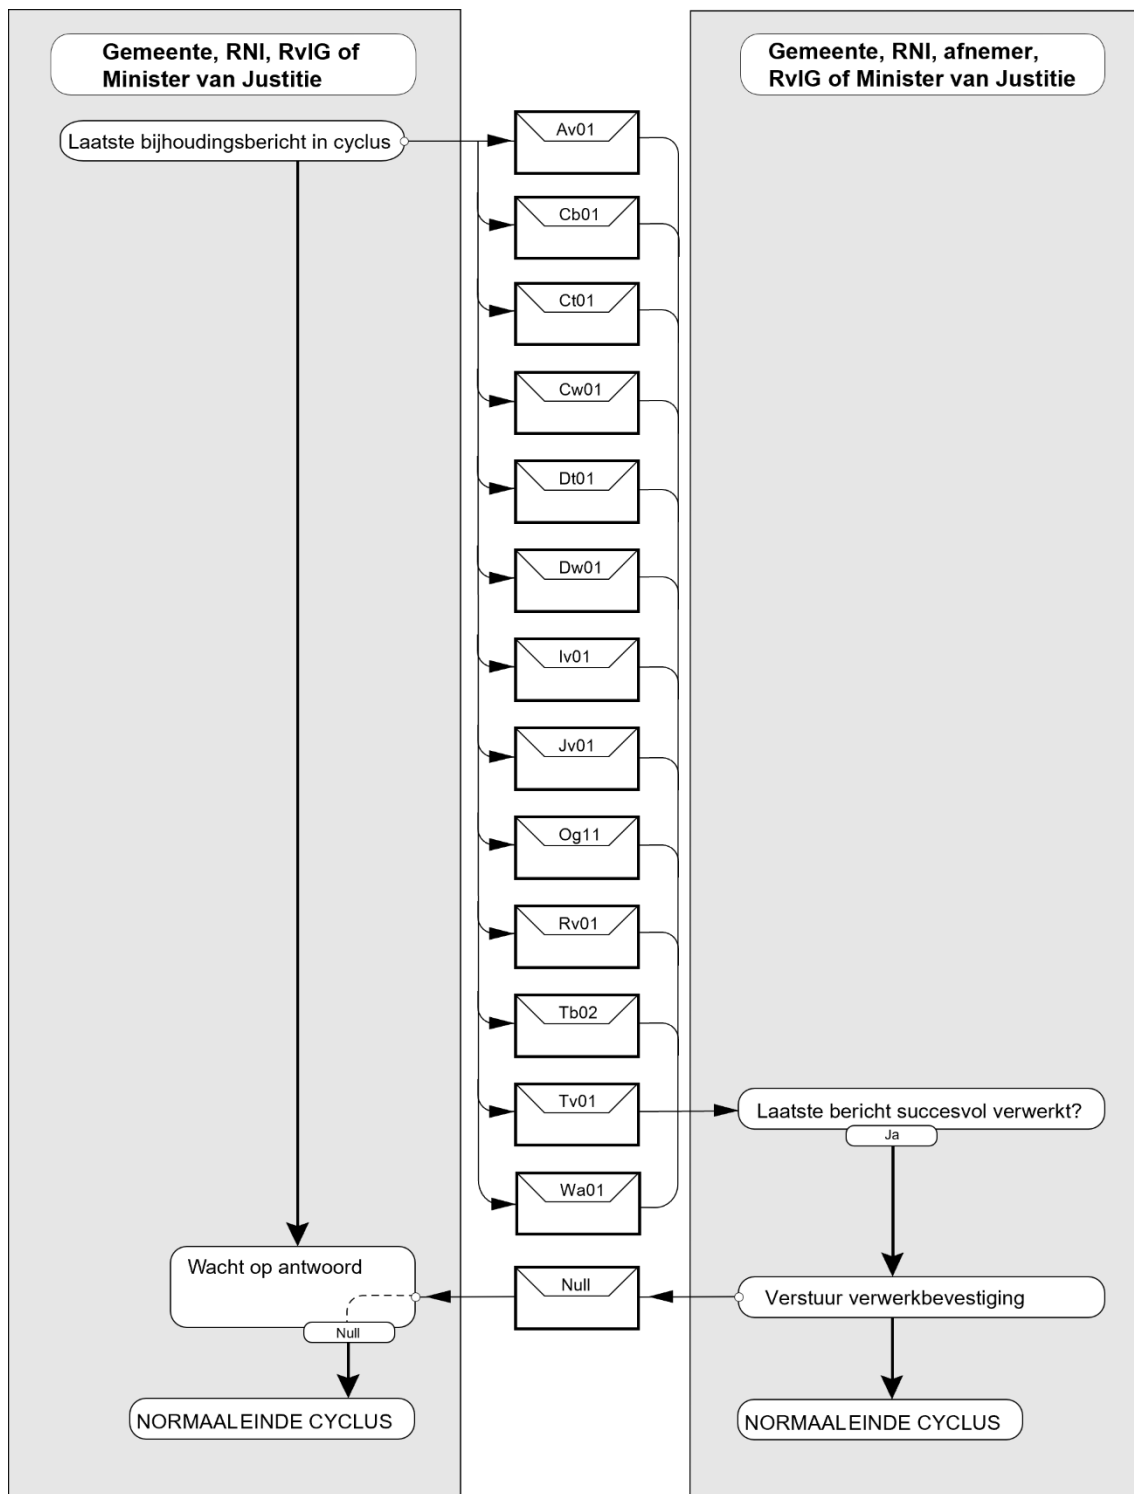 Gemeente, RNI, RvIG of
Minister van Justitie
Gemeente, RNI, afnemer,
RvIG of Minister van Justitie
Laatste bijhoudingsbericht in cyclus
Av01
Cb01
Ct01
Cw01
Dt01
Dw01
Iv01
Jv01
Og11
Rv01
Tb02
Tv01
Laatste bericht succesvol verwerkt?
Ja
Wa01
Wacht op antwoord
Null
Null
Verstuur verwerkbevestiging
NORMAALEINDE CYCLUS
NORMAALEINDE CYCLUS